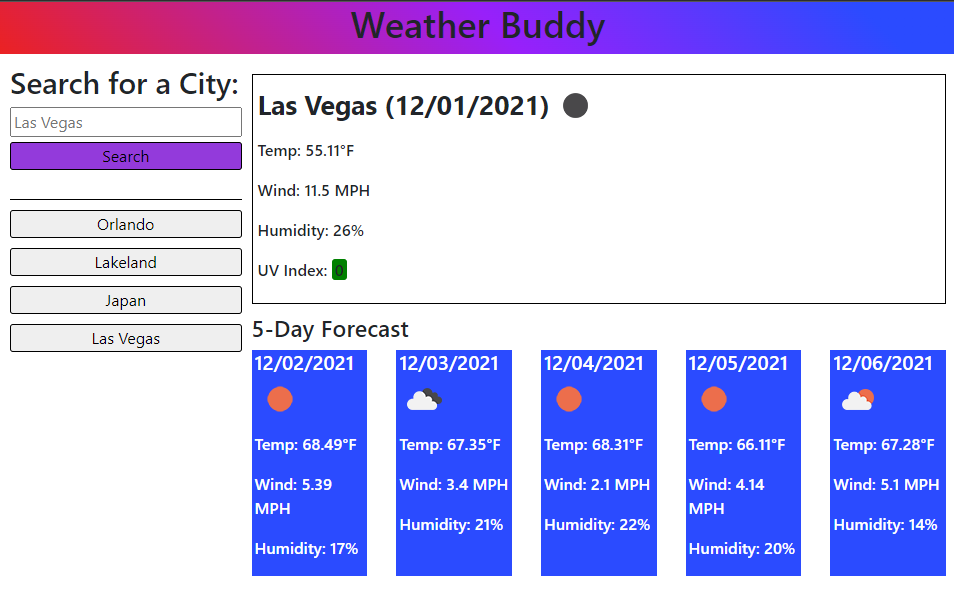 Weather Buddy
Search for a City:
Las Vegas
Search
Orlando
Lakeland
Japan
Las Vegas
Las Vegas (12/01/2021)
Temp: 55.11°F
Wind: 11.5 MPH
Humidity: 26%
UV Index: 0
5-Day Forecast
12/02/2021
Temp: 68.49°F
Wind: 5.39
MPH
Humidity: 17%
12/03/2021
Temp: 67.35°F
Wind: 3.4 MPH
Humidity: 21%
12/04/2021
Temp: 68.31°F
Wind: 2.1 MPH
Humidity: 22%
12/05/2021
Temp: 66.11°F
Wind: 4.14
MPH
Humidity: 20%
12/06/2021
Temp: 67.28°F
Wind: 5.1 MPH
Humidity: 14%